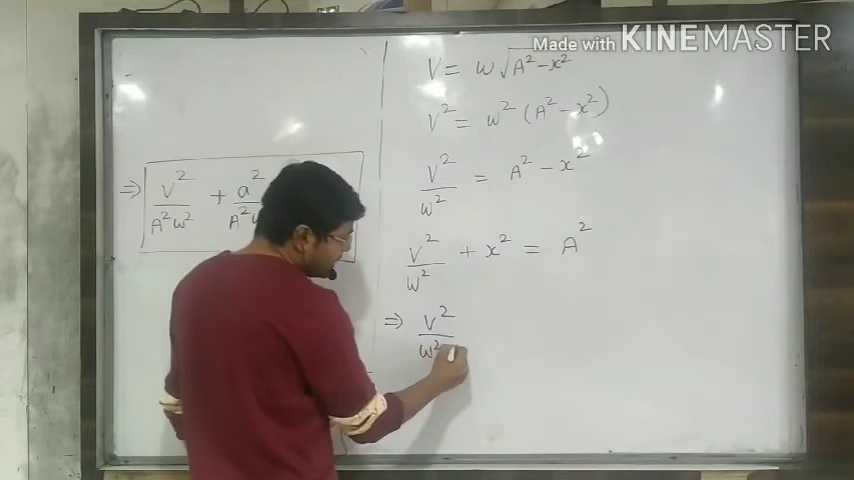 Made with KINEMASTER
⇒ v²/A²w² + a²/A²
V = w√A²-x²
V² = w² (A² - x²)
V²/w² = A² - x²
V²/w² + x² = A²
⇒ V²/w²